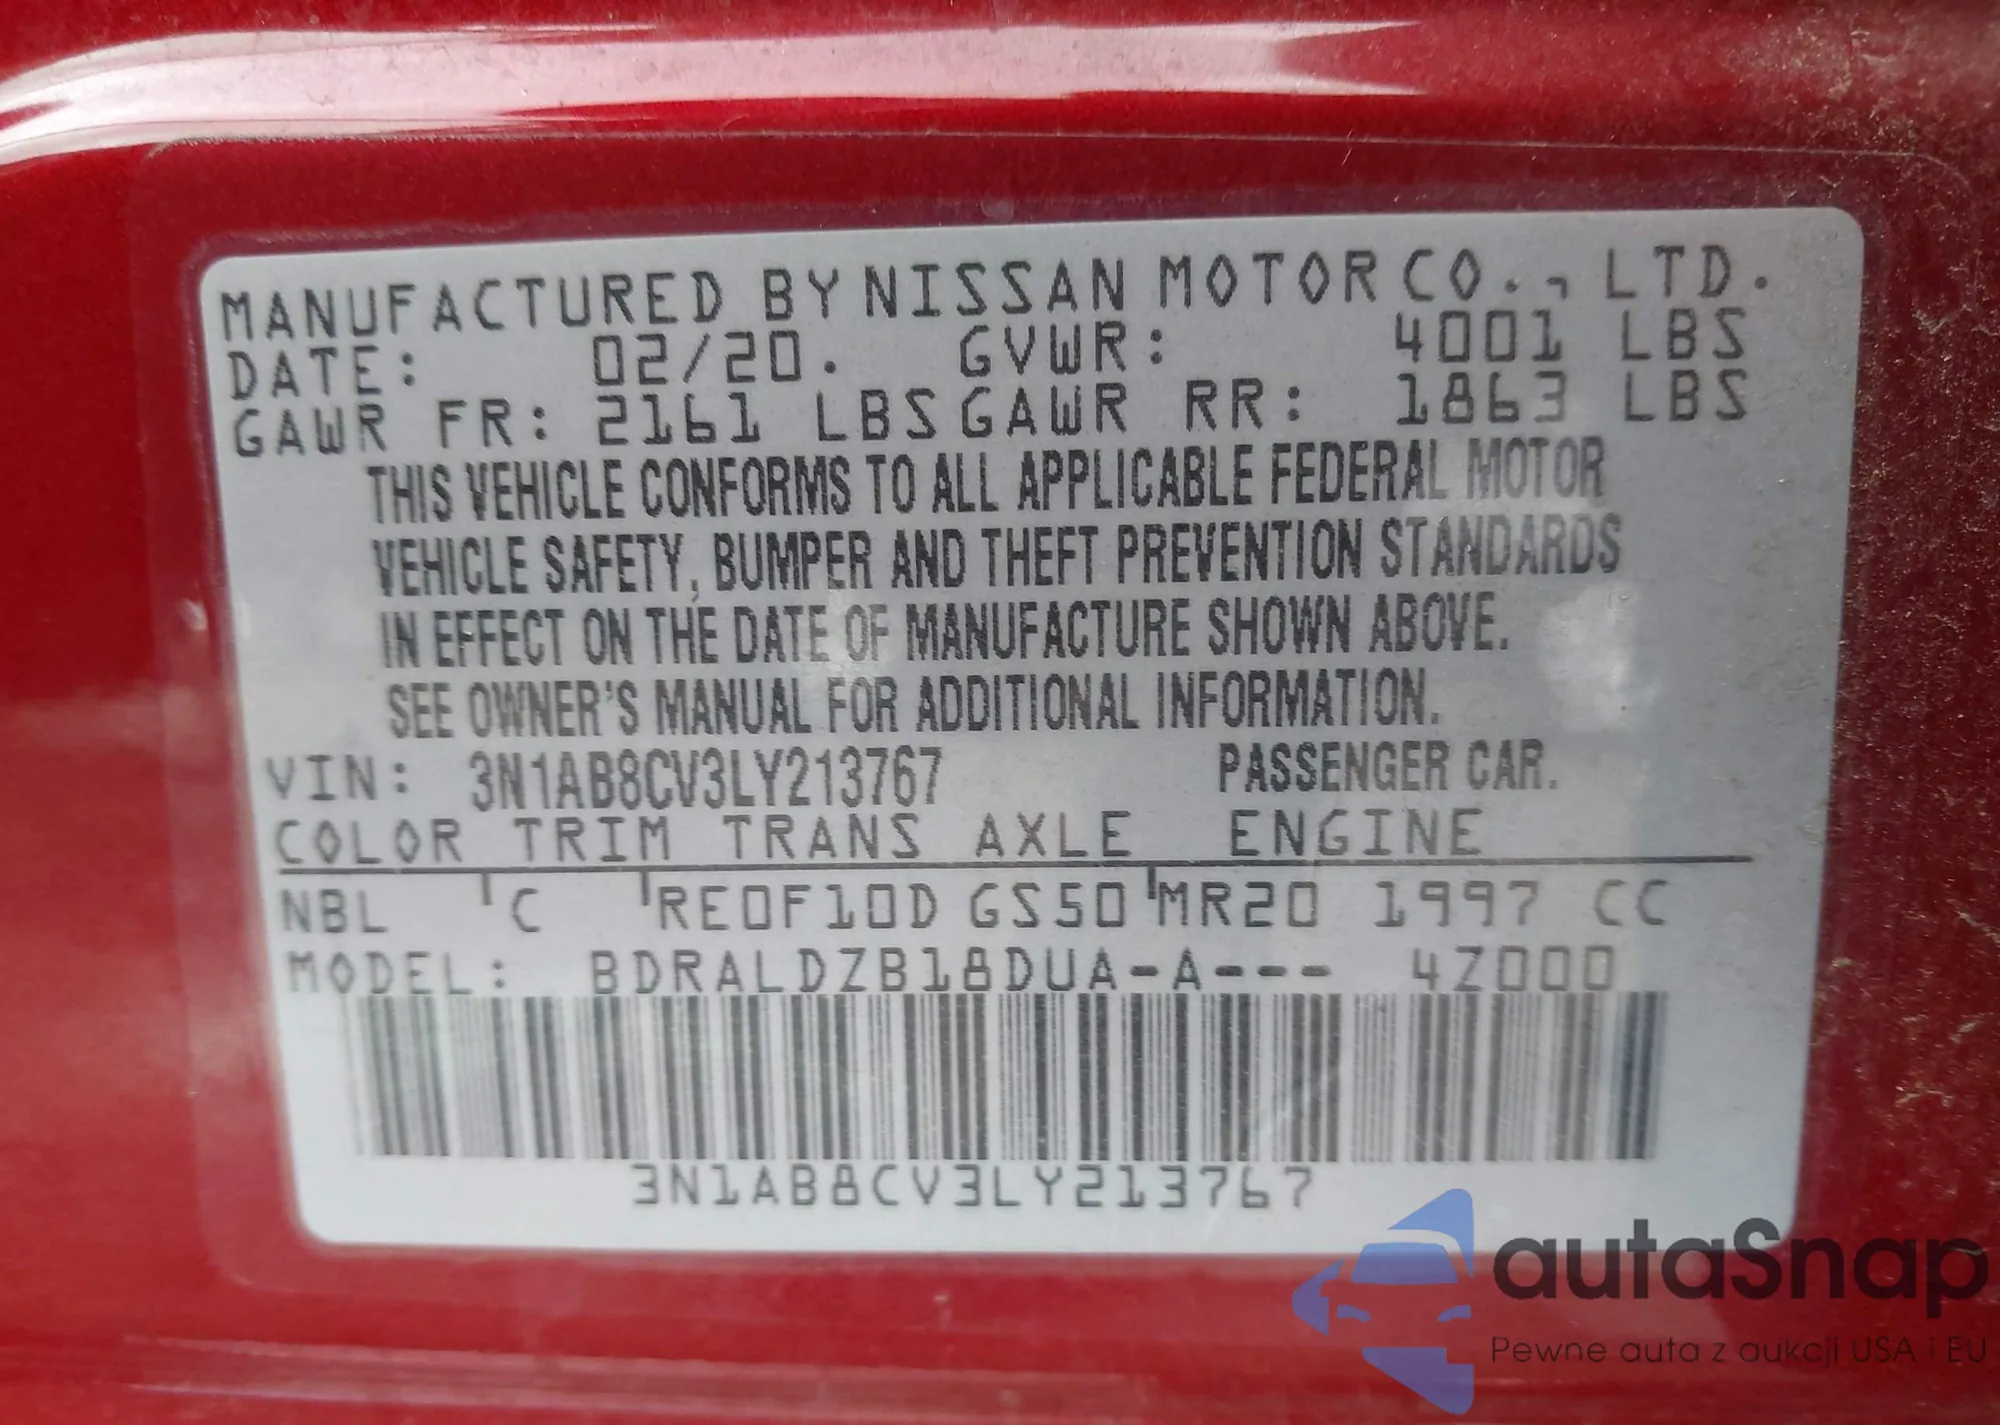 MANUFACTURED BY NISSAN MOTOR CO., LTD.
DATE: 02/20. GVWR: 4001 LBS
GAWR FR: 2161 LBS GAWR RR: 1863 LBS
THIS VEHICLE CONFORMS TO ALL APPLICABLE FEDERAL MOTOR
VEHICLE SAFETY, BUMPER AND THEFT PREVENTION STANDARDS
IN EFFECT ON THE DATE OF MANUFACTURE SHOWN ABOVE.
SEE OWNER'S MANUAL FOR ADDITIONAL INFORMATION.
VIN: 3N1AB8CV3LY213767 PASSENGER CAR.
COLOR TRIM TRANS AXLE ENGINE
NBL C RE0F10D GS50 MR20 1997 CC
MODEL: BDRALDZB18DUA-A--- 4Z000
3N1AB8CV3LY213767
autaSnap
Pewne auta z aukcji USA i EU